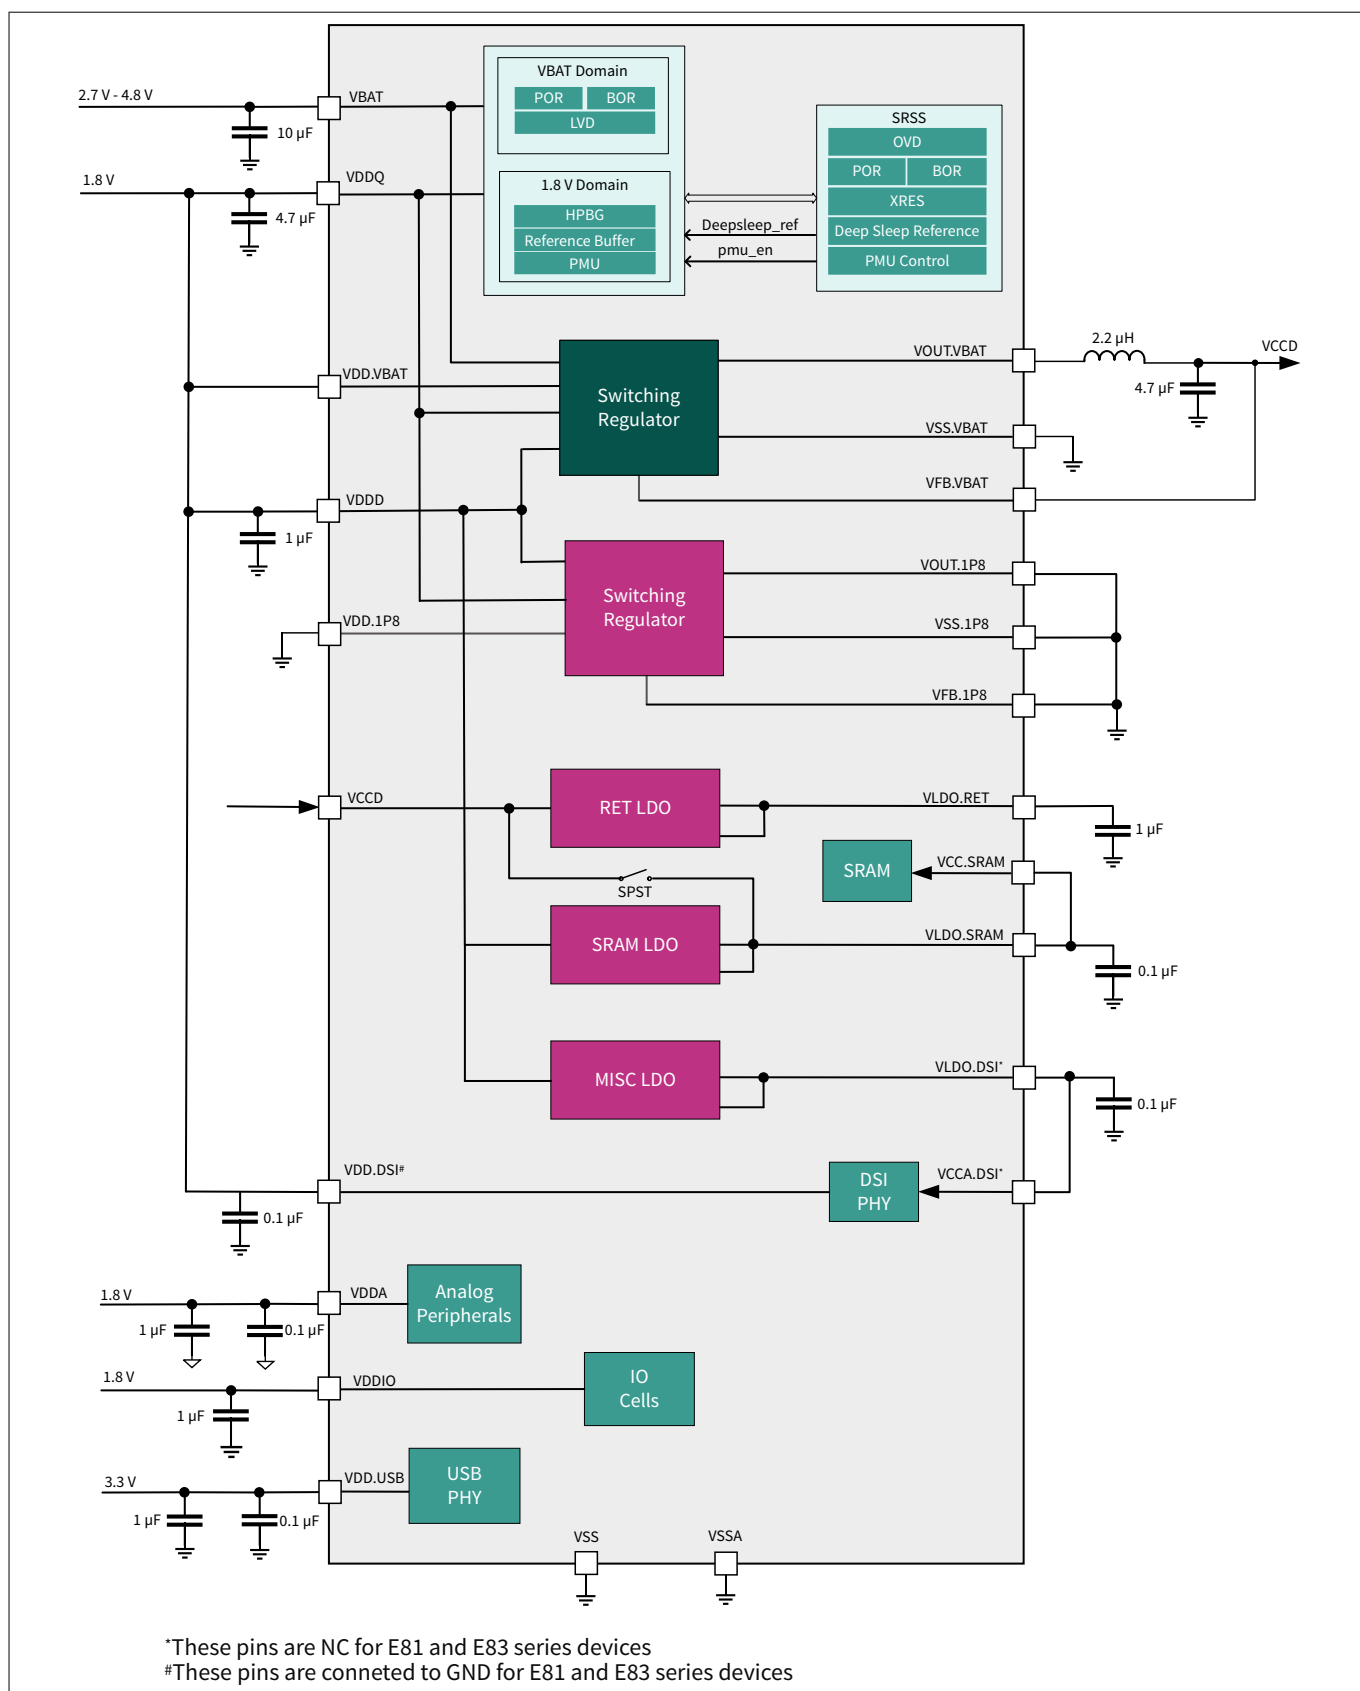 VBAT Domain
POR
BOR
LVD
2.7 V - 4.8 V
VBAT
10 µF
SRSS
OVD
POR
BOR
XRES
Deep Sleep Reference
PMU Control
1.8 V
VDDQ
4.7 µF
1.8 V Domain
HPBG
Reference Buffer
PMU
Deepsleep_ref
pmu_en
VOUT.VBAT
2.2 µH
VCCD
4.7 µF
VDD.VBAT
Switching
Regulator
VSS.VBAT
VFB.VBAT
VDDD
1 µF
VOUT.1P8
Switching
Regulator
VDD.1P8
VSS.1P8
VFB.1P8
VCCD
RET LDO
VLDO.RET
1 µF
SRAM
VCC.SRAM
SPST
SRAM LDO
VLDO.SRAM
0.1 µF
MISC LDO
VLDO.DSI*
0.1 µF
VDD.DSI#
0.1 µF
DSI
PHY
VCCA.DSI*
1.8 V
VDDA
1 µF
0.1 µF
Analog
Peripherals
1.8 V
VDDIO
1 µF
IO
Cells
3.3 V
VDD.USB
1 µF
0.1 µF
USB
PHY
VSS
VSSA
*These pins are NC for E81 and E83 series devices
#These pins are conneted to GND for E81 and E83 series devices